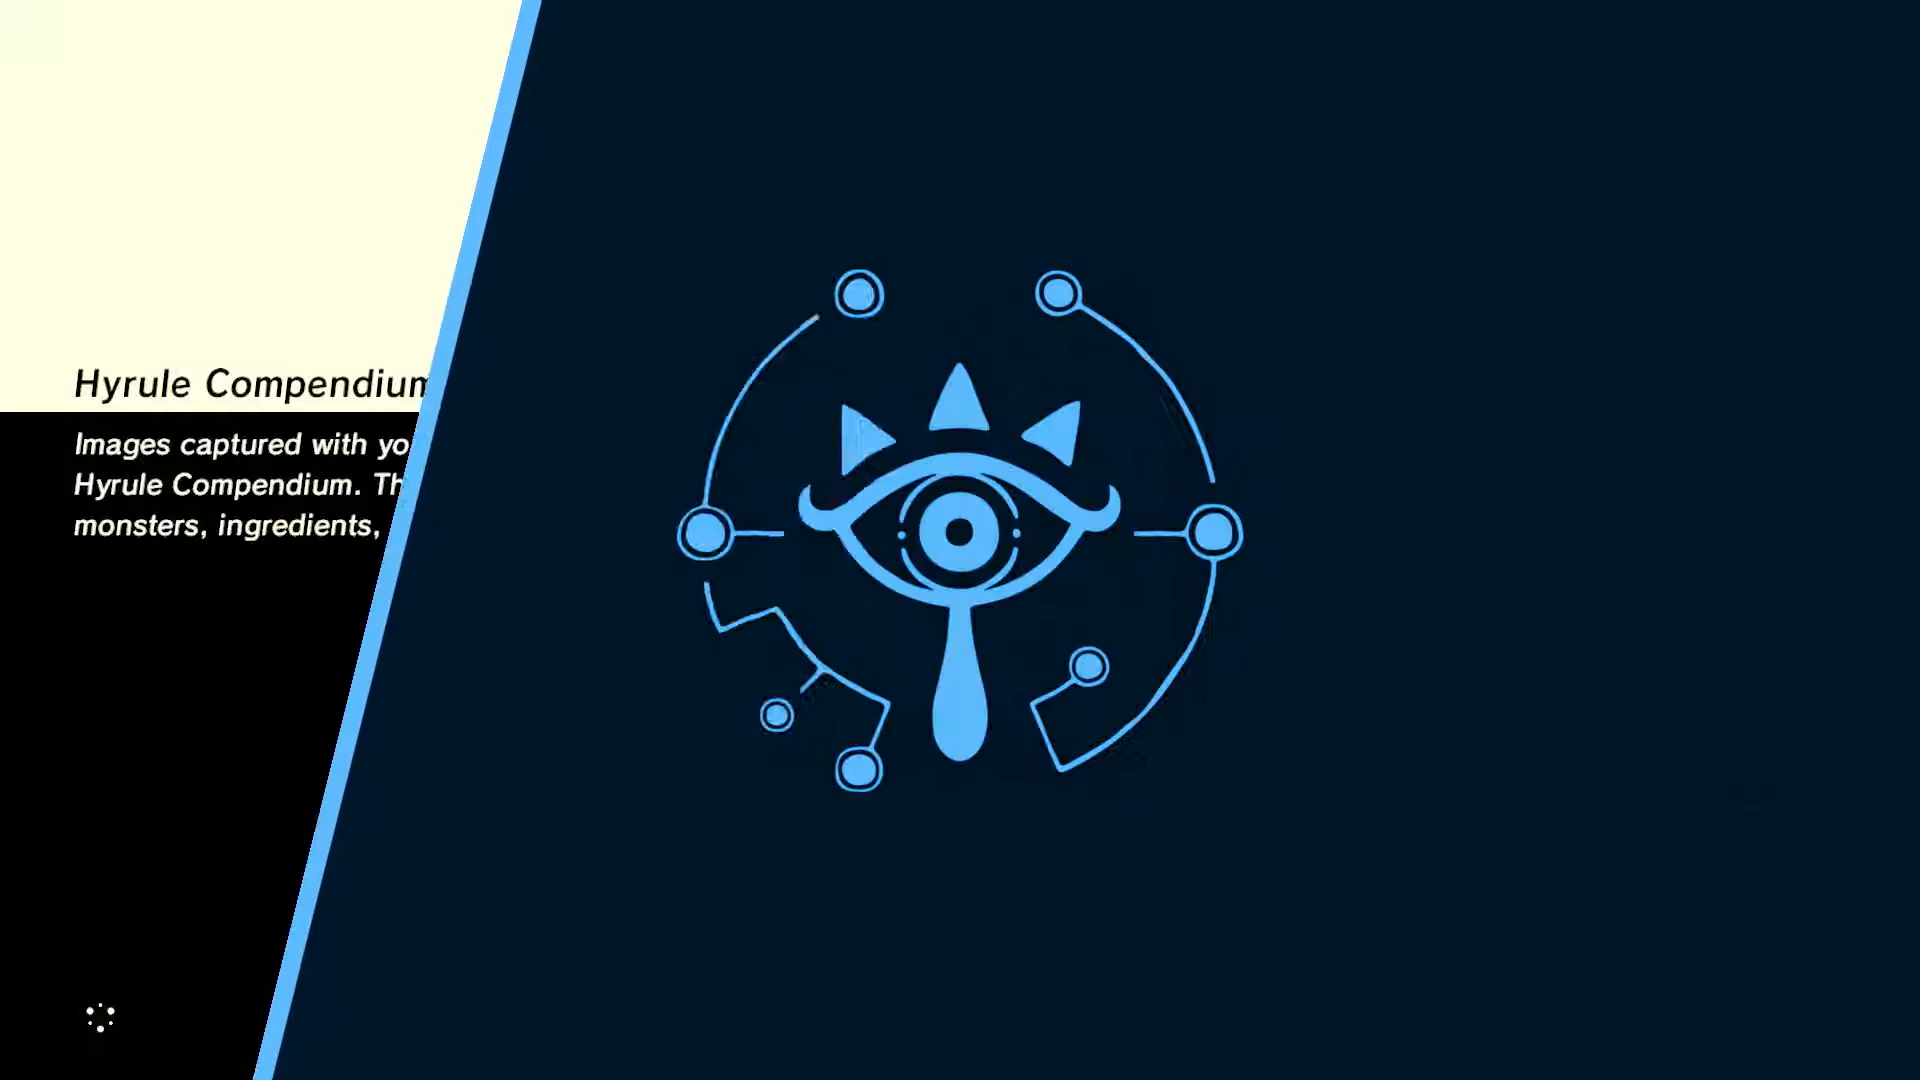 Hyrule Compendium
Images captured with yo
Hyrule Compendium. Th
monsters, ingredients,